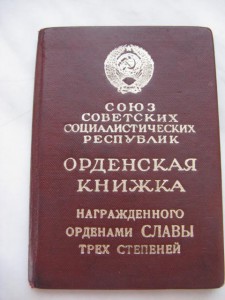 СОЮЗ
СОВЕТСКИХ
СОЦИАЛИСТИЧЕСКИХ
РЕСПУБЛИК
ОРДЕНСКАЯ
КНИЖКА
НАГРАЖДЕННОГО
ОРДЕНАМИ СЛАВЫ
ТРЕХ СТЕПЕНЕЙ